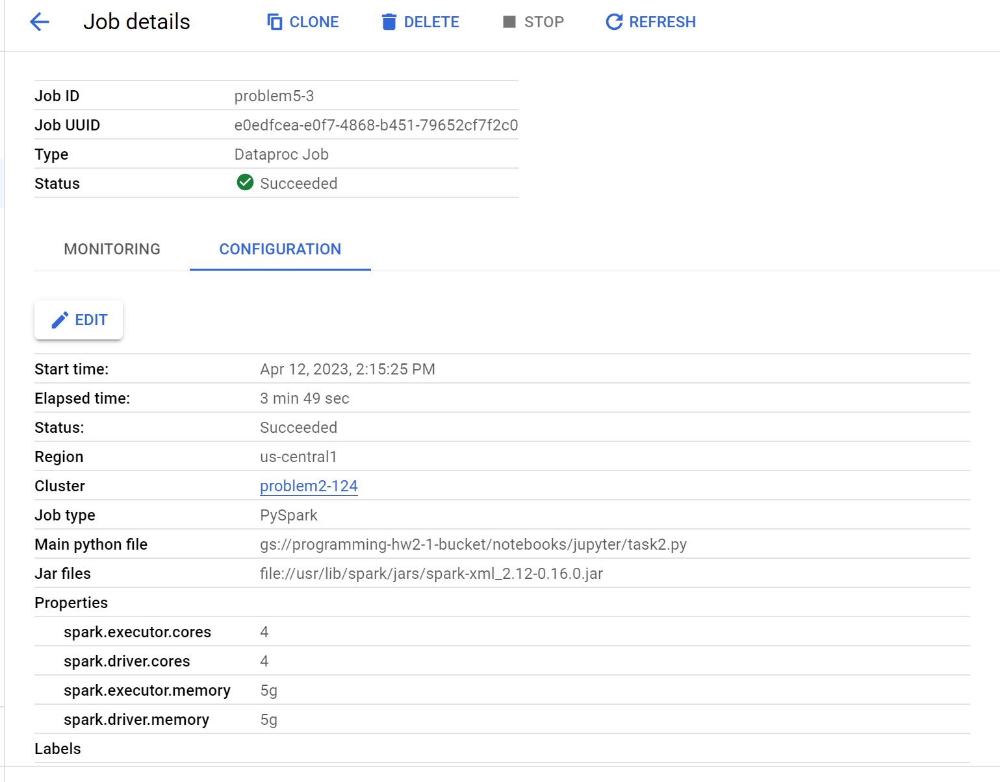 Job details CLONE DELETE STOP REFRESH
Job ID problem5-3
Job UUID e0edfcea-e0f7-4868-b451-79652cf7f2c0
Type Dataproc Job
Status Succeeded
MONITORING CONFIGURATION
EDIT
Start time: Apr 12, 2023, 2:15:25 PM
Elapsed time: 3 min 49 sec
Status: Succeeded
Region us-central1
Cluster problem2-124
Job type PySpark
Main python file gs://programming-hw2-1-bucket/notebooks/jupyter/task2.py
Jar files file://usr/lib/spark/jars/spark-xml_2.12-0.16.0.jar
Properties
spark.executor.cores 4
spark.driver.cores 4
spark.executor.memory 5g
spark.driver.memory 5g
Labels